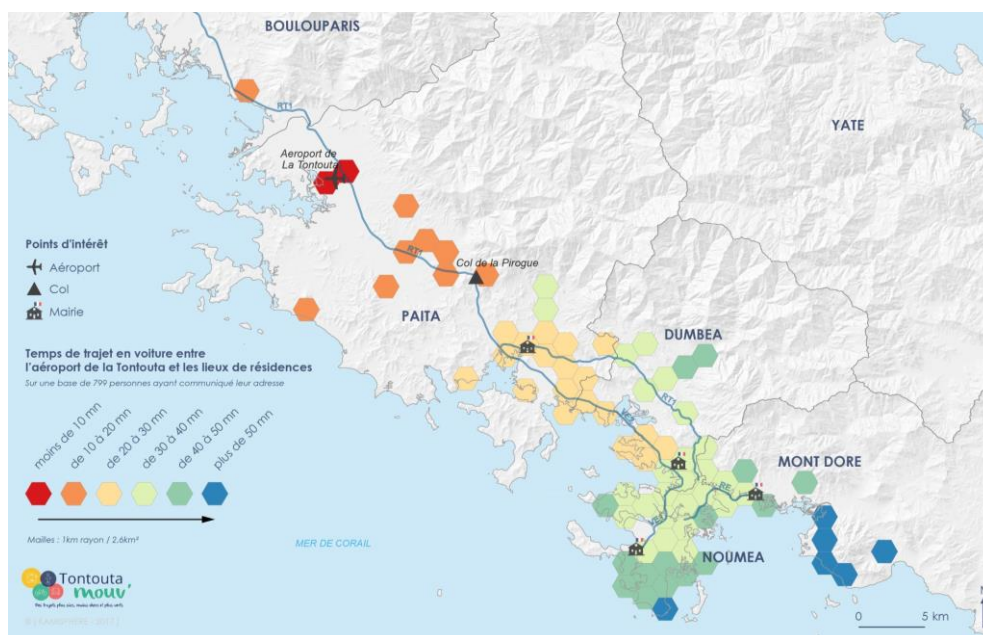 BOULOUPARIS
YATE
RT1
Aeroport de
La Tontouta
RT1
Col de la Pirogue
Points d'intérêt
Aéroport
Col
Mairie
PAITA
DUMBEA
Temps de trajet en voiture entre
l'aéroport de la Tontouta et les lieux de résidences
Sur une base de 799 personnes ayant communiqué leur adresse
moins de 10 mn
de 10 à 20 mn
de 20 à 30 mn
de 30 à 40 mn
de 40 à 50 mn
plus de 50 mn
RT1
MONT DORE
Mailles : 1km rayon / 2.6km²
MER DE CORAIL
NOUMEA
Tontouta
mouv'
5 km